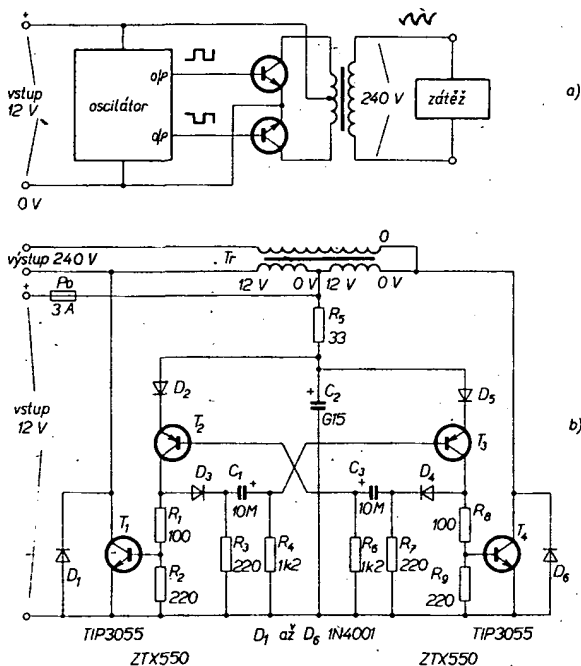 +
vstup
12 V
0 V
oscilátor
o/p
o/p
240 V
zátěž
a)
výstup 240 V
Tr
0
12 V 0 V 12 V 0 V
+
Po
3 A
R5
33
vstup
12 V
D2
+ C2
G15
D5
b)
T2
T3
D3
C1
+
10M
C3
+
10M
D4
T1
R1
100
R3
220
R4
1k2
R6
1k2
R7
220
R8
100
T4
D1
R2
220
R9
220
D6
TIP3055
D1 až D6 1N4001
TIP3055
ZTX550
ZTX550